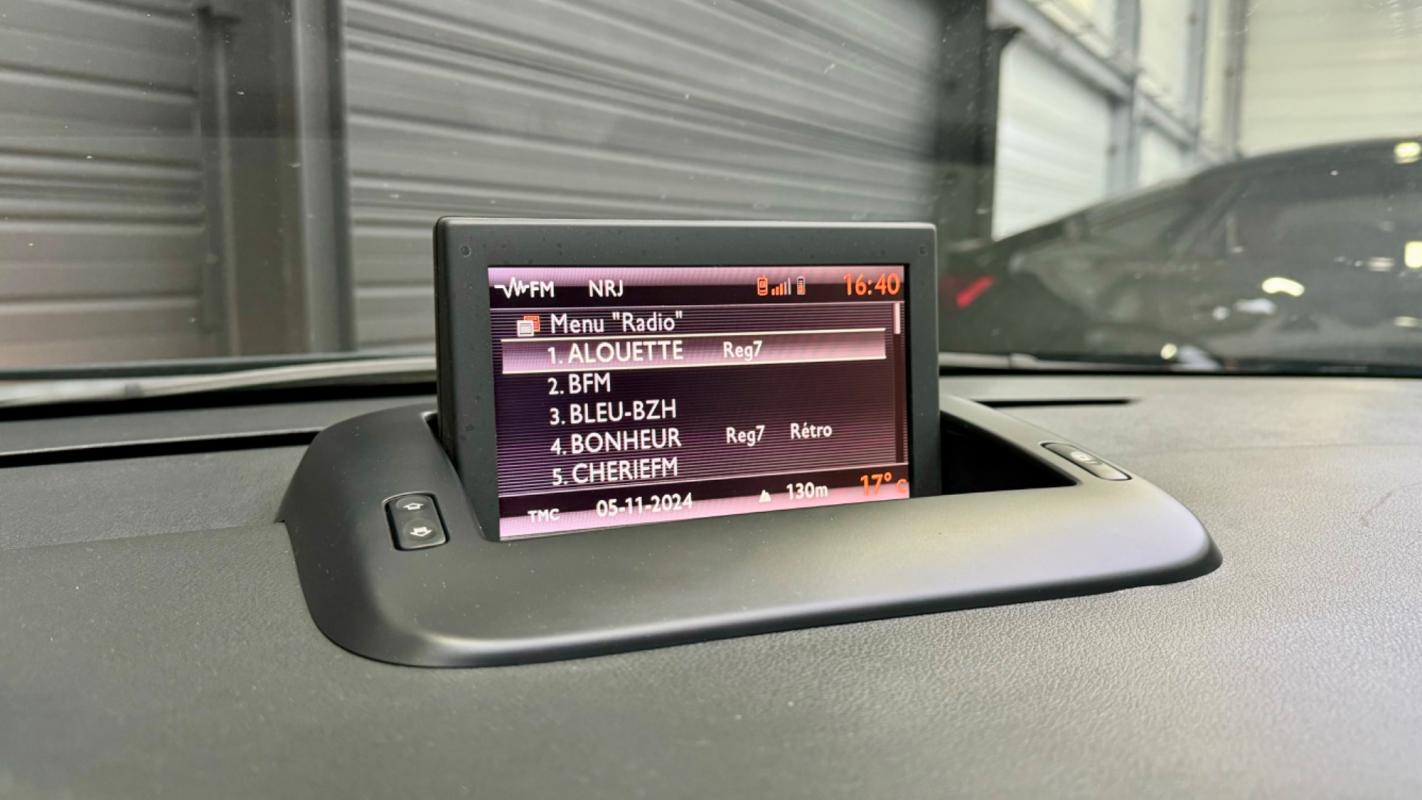 FM NRJ 16:40
Menu "Radio"
1. ALOUETTE Reg7
2. BFM
3. BLEU-BZH
4. BONHEUR Reg7 Rétro
5. CHERIEFM
TMC 05-11-2024 130m 17° C